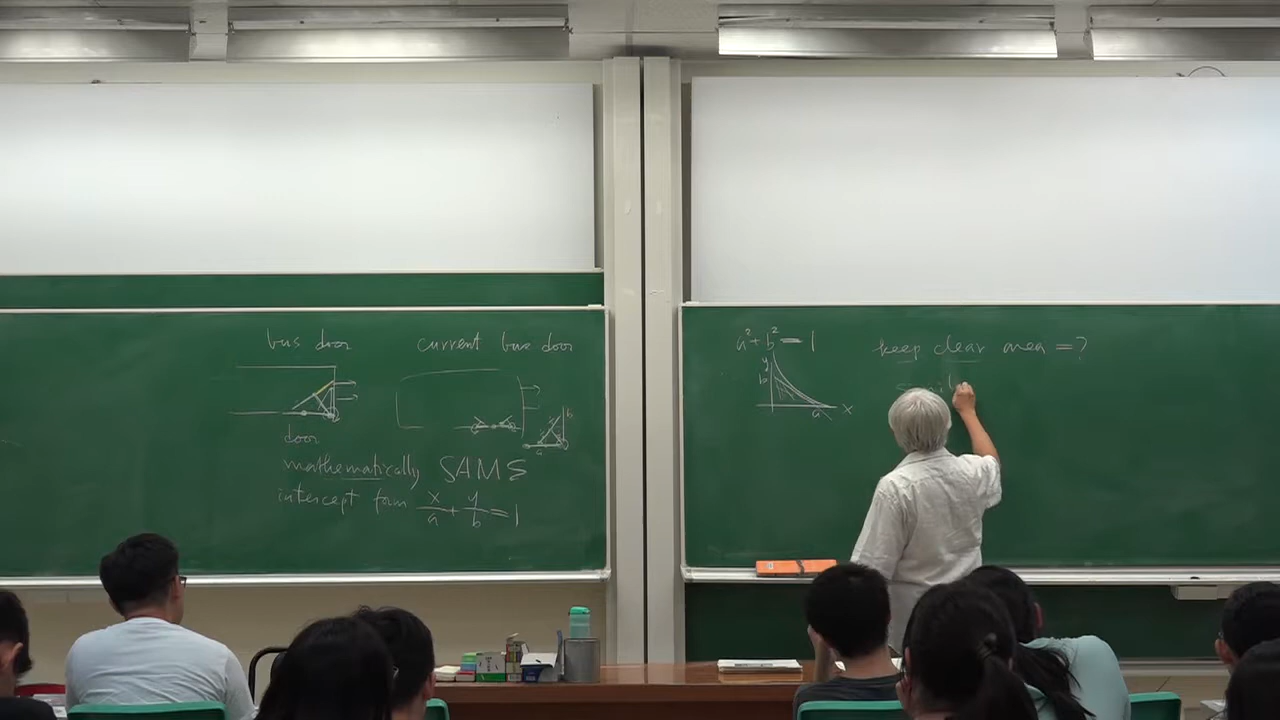 bus door
current bus door
door
b
a
mathematically SAMS
intercept form x/a + y/b = 1
a² + b² = 1
keep clear area = ?
y
b
a
x